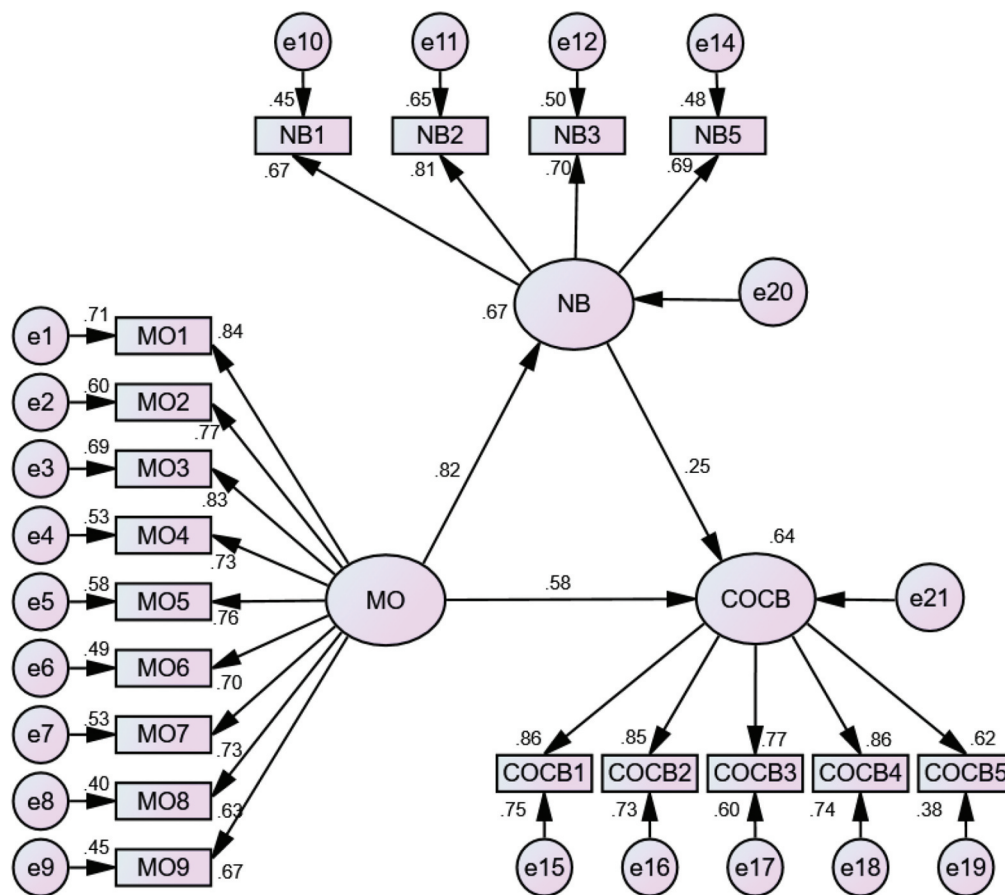 e10 e11 e12 e14
.45 .65 .50 .48
NB1 NB2 NB3 NB5
.67 .81 .70 .69
NB
.67
e20
e1 .71 MO1 .84
e2 .60 MO2 .77
e3 .69 MO3 .83
e4 .53 MO4 .73
e5 .58 MO5 .76
e6 .49 MO6 .70
e7 .53 MO7 .73
e8 .40 MO8 .63
e9 .45 MO9 .67
.82
.25
MO
.58
.64
COCB
e21
.86 .85 .77 .86 .62
COCB1 COCB2 COCB3 COCB4 COCB5
.75 .73 .60 .74 .38
e15 e16 e17 e18 e19